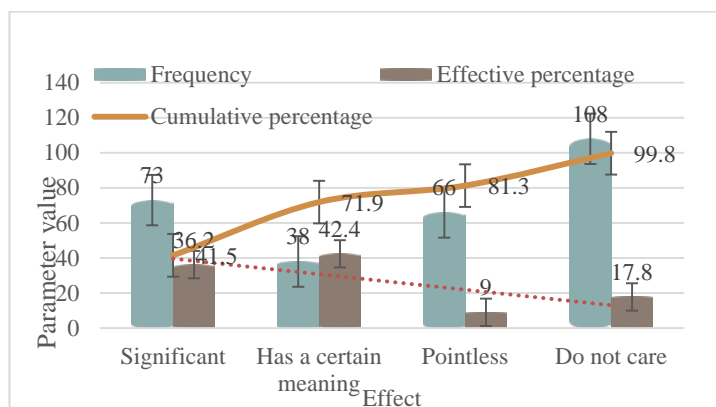 Frequency
Effective percentage
Cumulative percentage
140
120
100
80
60
40
20
0
Parameter value
73
36.2
41.5
38
42.4
71.9
66
9
81.3
108
17.8
99.8
Significant
Has a certain
meaning
Pointless
Do not care
Effect